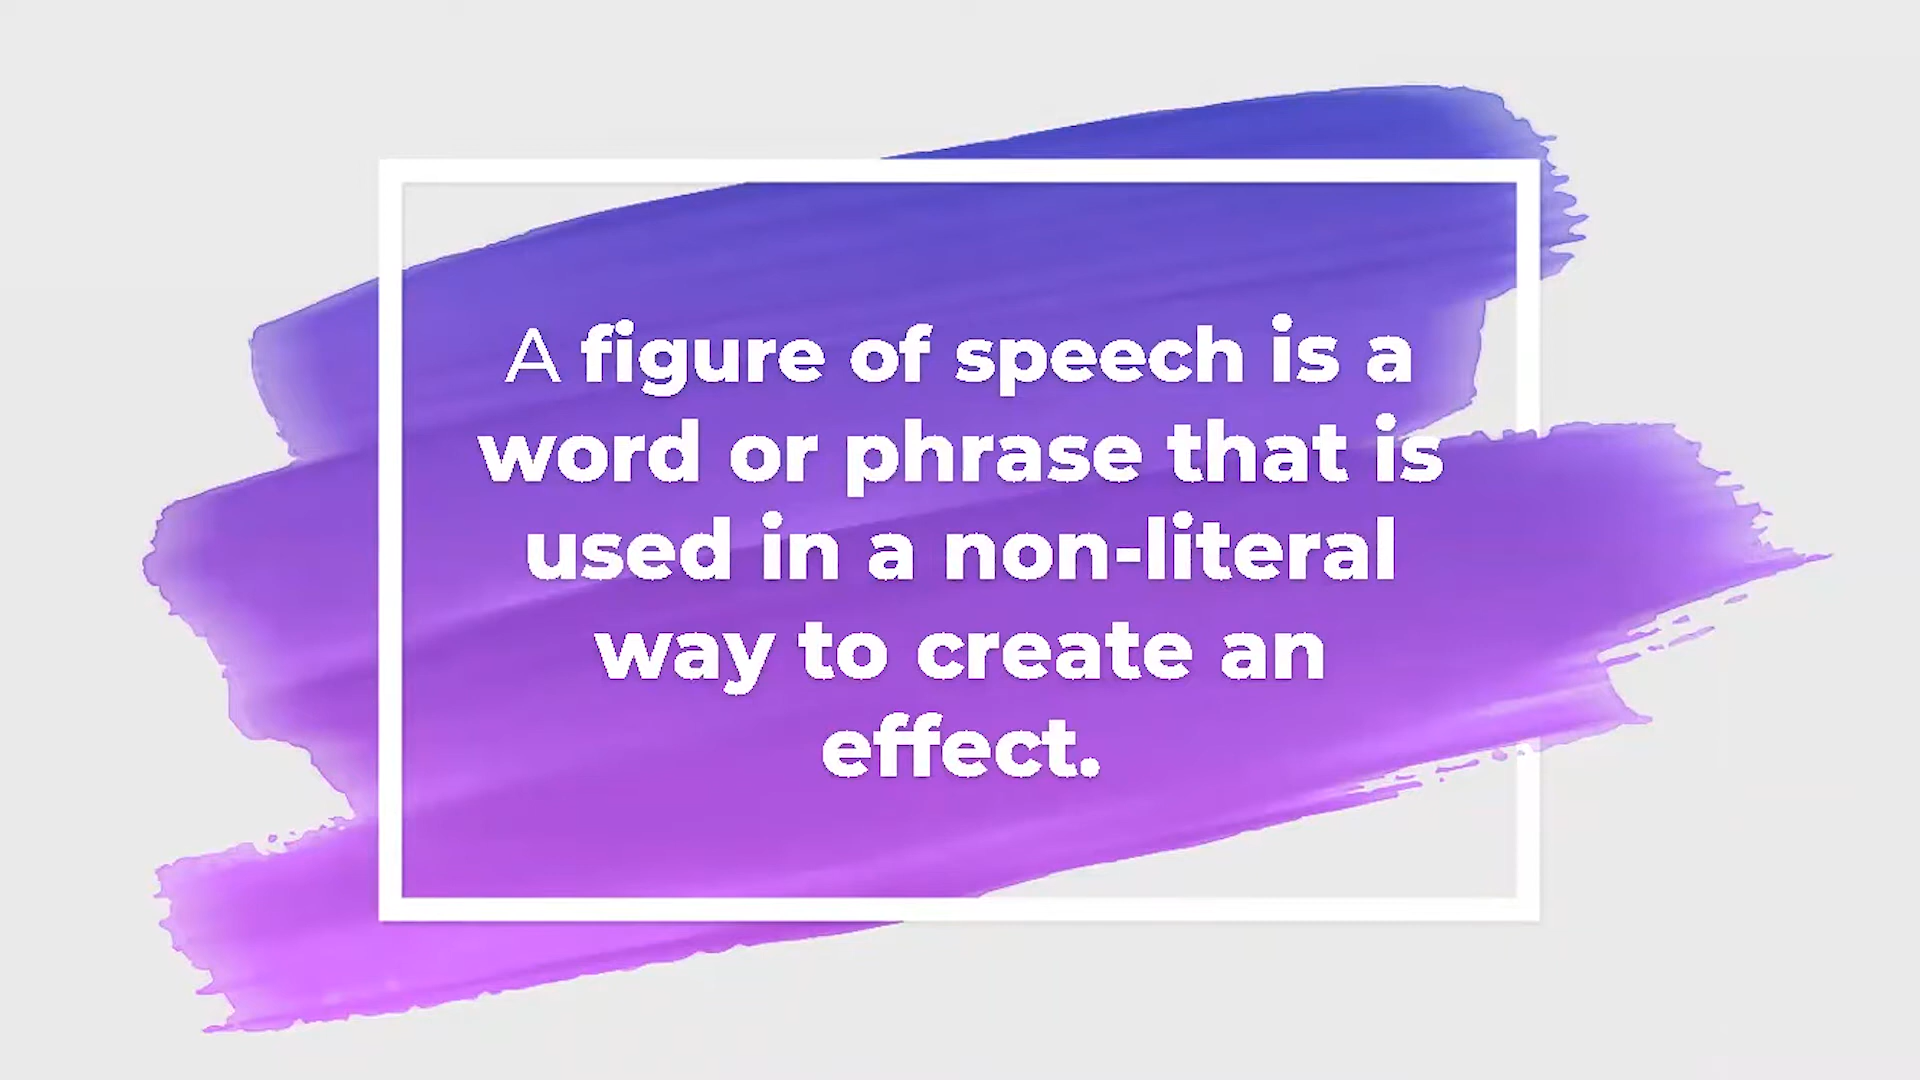 A figure of speech is a
word or phrase that is
used in a non-literal
way to create an
effect.